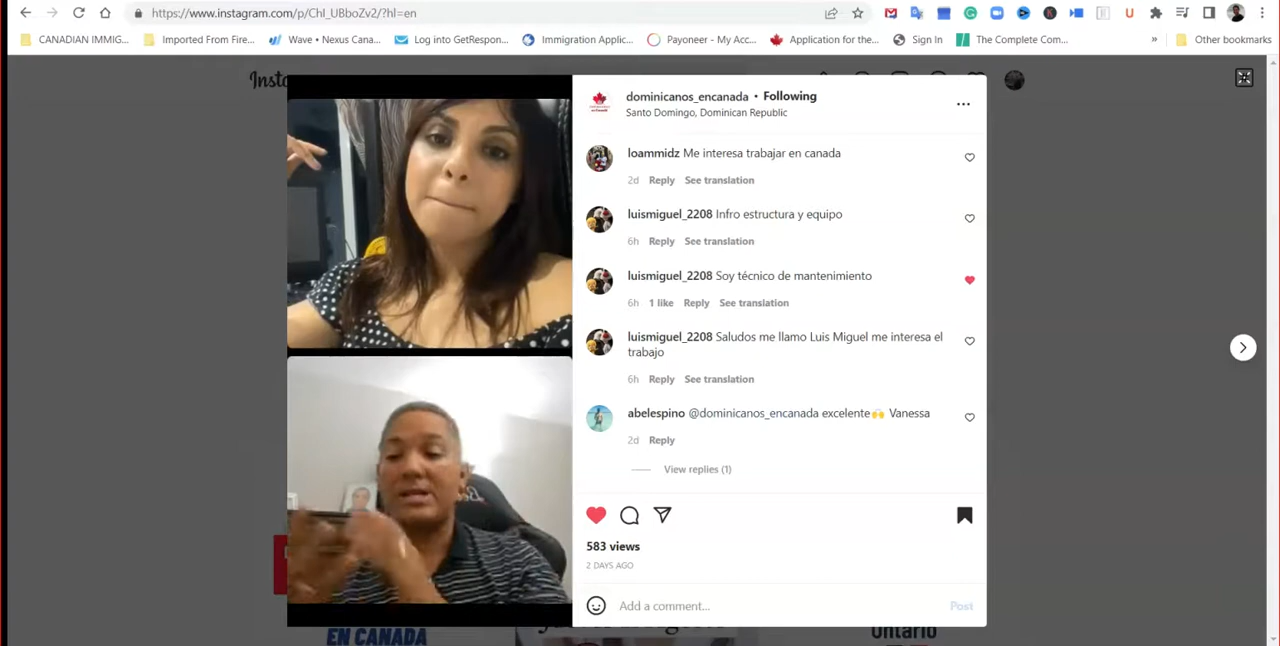 https://www.instagram.com/p/ChI_UBboZv2/?hl=en
CANADIAN IMMIG...
Imported From Fire...
Wave • Nexus Cana...
Log into GetRespon...
Immigration Applic...
Payoneer - My Acc...
Application for the...
Sign In
The Complete Com...
»
Other bookmarks
dominicanos_encanada • Following
Santo Domingo, Dominican Republic
loammidz Me interesa trabajar en canada
2d Reply See translation
luismiguel_2208 Infro estructura y equipo
6h Reply See translation
luismiguel_2208 Soy técnico de mantenimiento
6h 1 like Reply See translation
luismiguel_2208 Saludos me llamo Luis Miguel me interesa el
trabajo
6h Reply See translation
abelespino @dominicanos_encanada excelente🙌 Vanessa
2d Reply
View replies (1)
583 views
2 DAYS AGO
Add a comment... Post
EN CANADA
Ontario